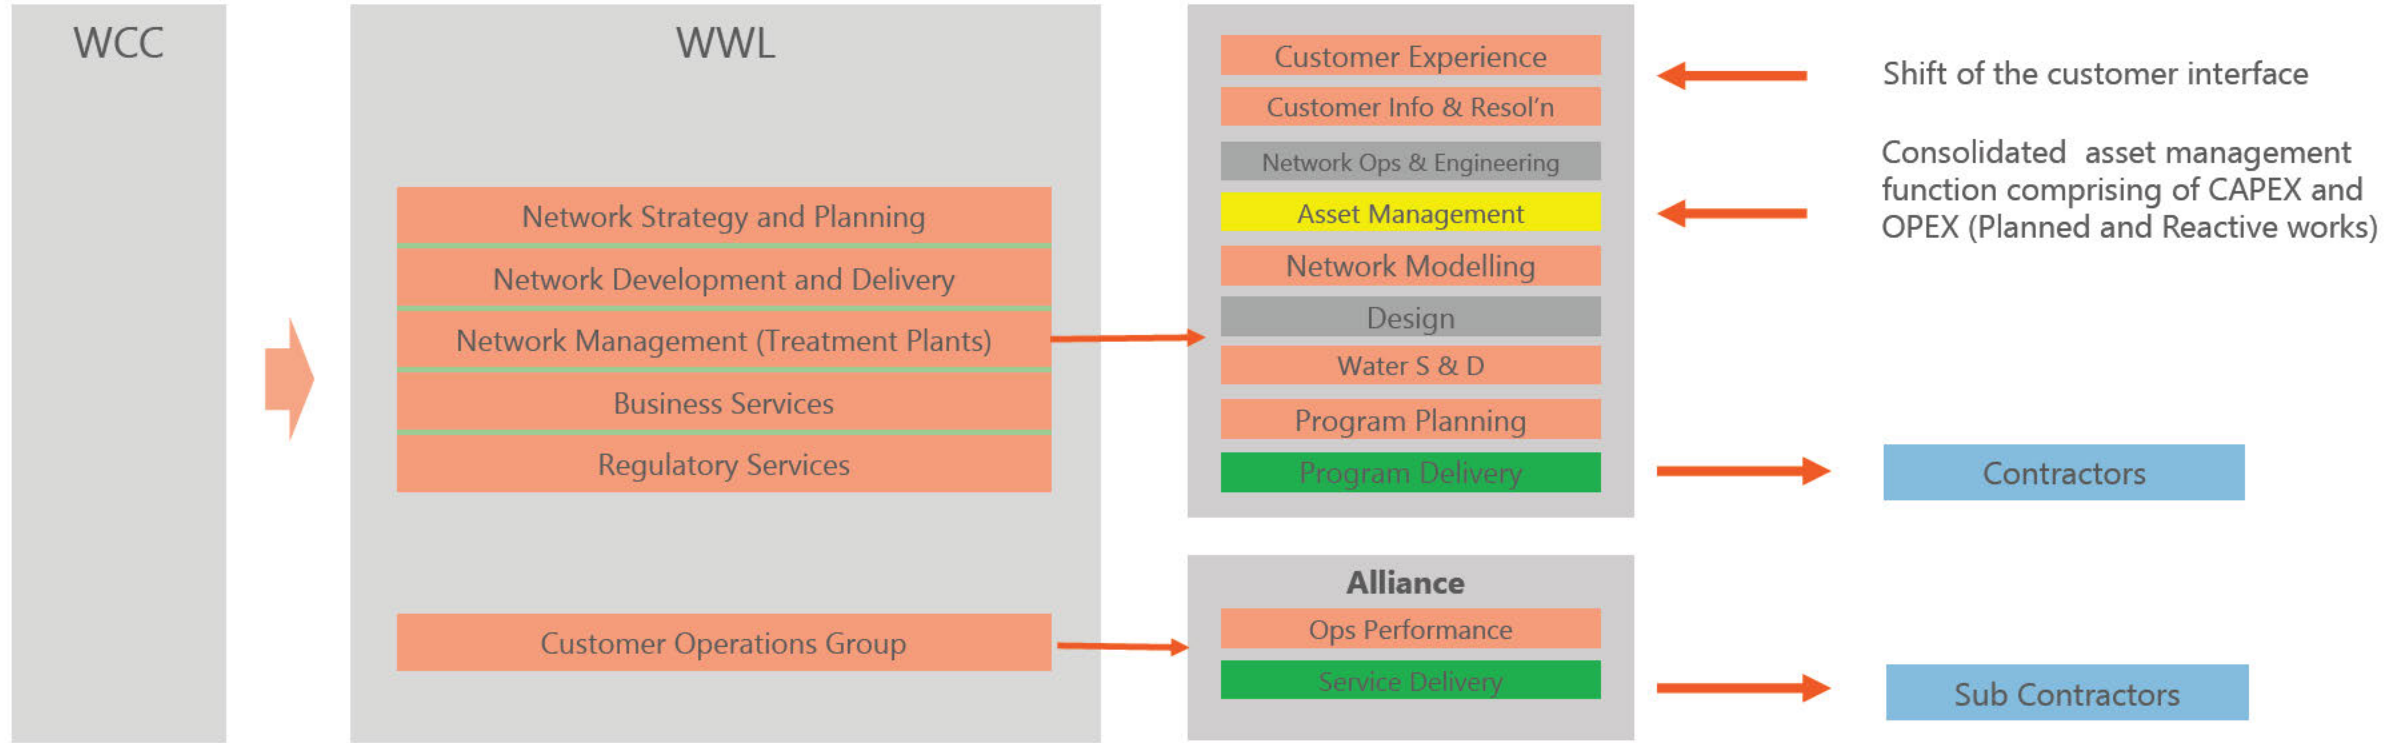 WCC
WWL
Network Strategy and Planning
Network Development and Delivery
Network Management (Treatment Plants)
Business Services
Regulatory Services
Customer Operations Group
Customer Experience
Customer Info & Resol’n
Network Ops & Engineering
Asset Management
Network Modelling
Design
Water S & D
Program Planning
Program Delivery
Alliance
Ops Performance
Service Delivery
Shift of the customer interface
Consolidated asset management
function comprising of CAPEX and
OPEX (Planned and Reactive works)
Contractors
Sub Contractors